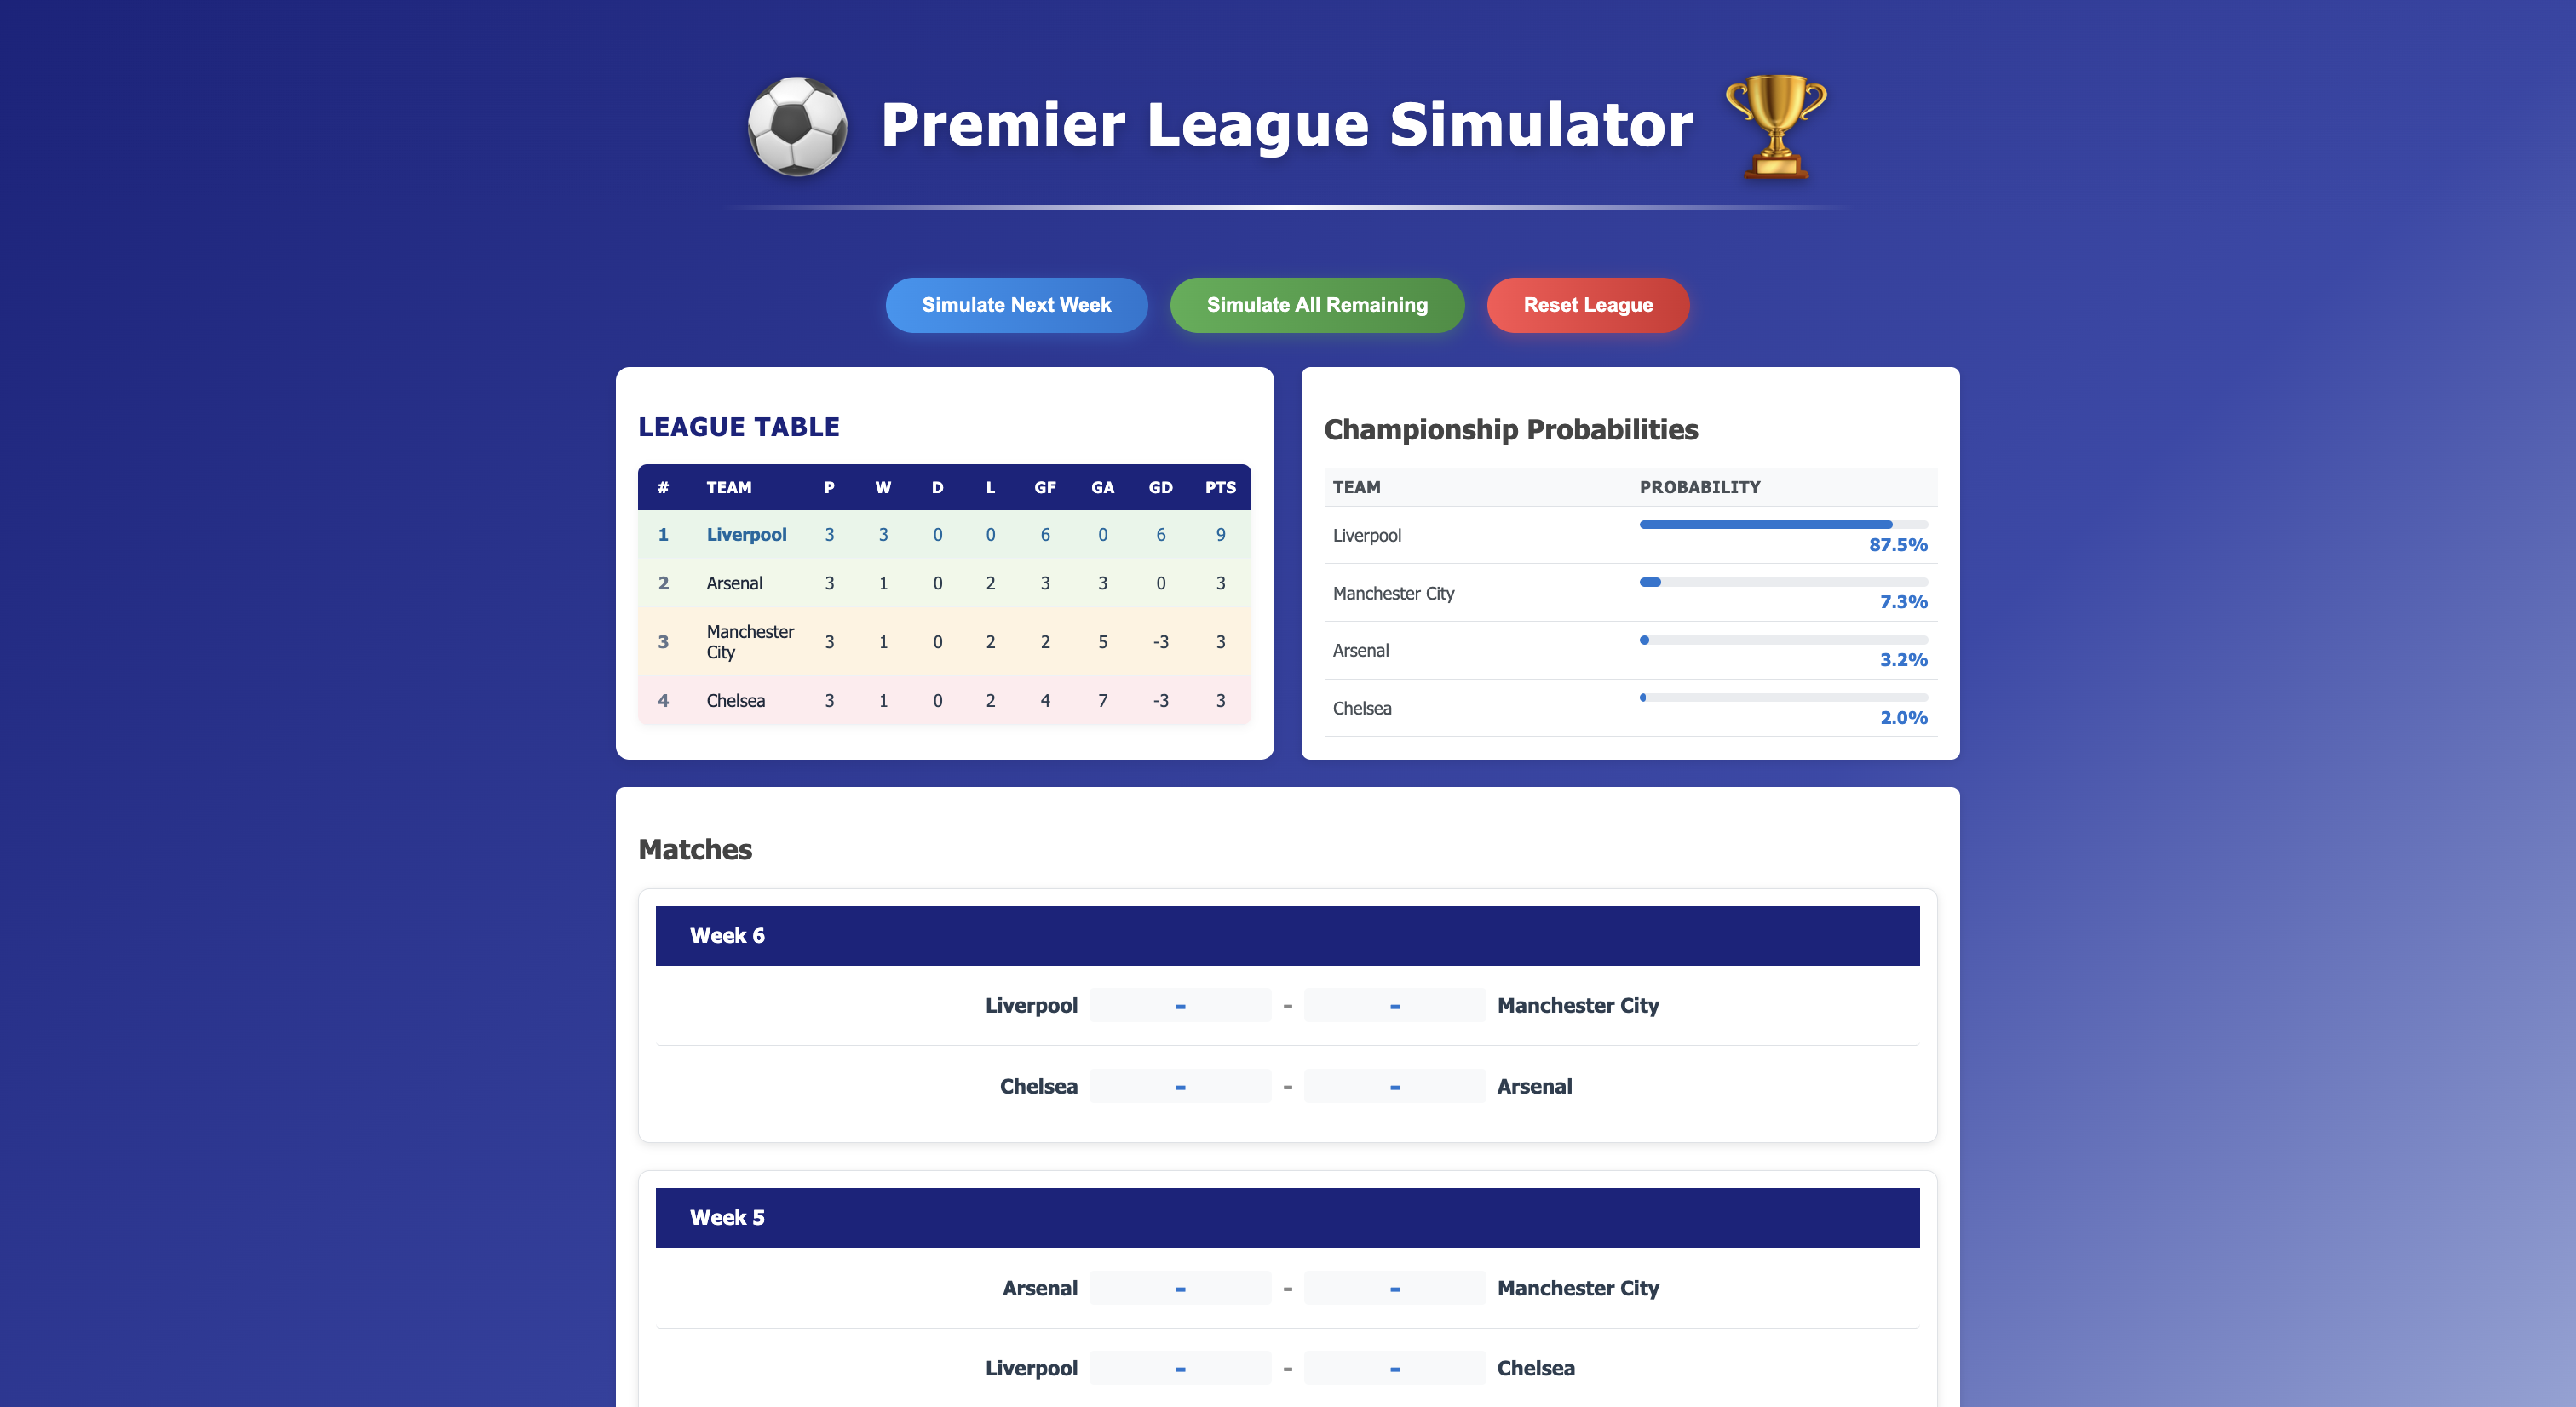 Premier League Simulator
Simulate Next Week Simulate All Remaining Reset League
LEAGUE TABLE
# TEAM P W D L GF GA GD PTS
1 Liverpool 3 3 0 0 6 0 6 9
2 Arsenal 3 1 0 2 3 3 0 3
3 Manchester City 3 1 0 2 2 5 -3 3
4 Chelsea 3 1 0 2 4 7 -3 3
Championship Probabilities
TEAM PROBABILITY
Liverpool 87.5%
Manchester City 7.3%
Arsenal 3.2%
Chelsea 2.0%
Matches
Week 6
Liverpool - - - Manchester City
Chelsea - - - Arsenal
Week 5
Arsenal - - - Manchester City
Liverpool - - - Chelsea